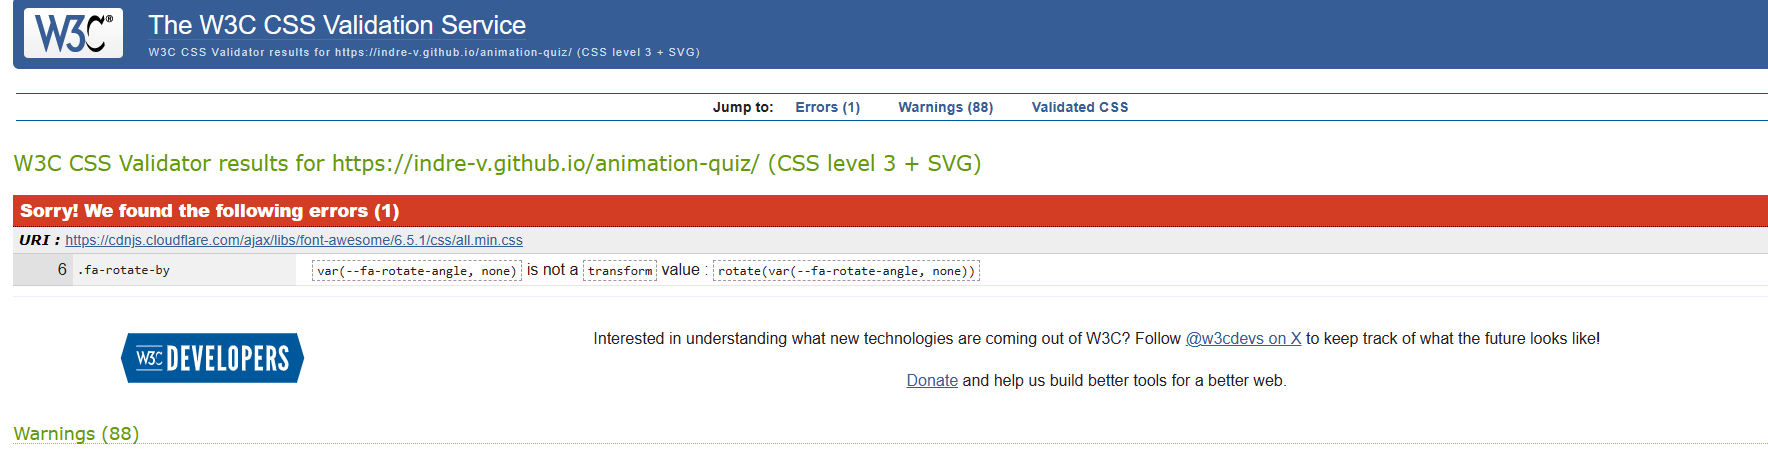 W3C®
The W3C CSS Validation Service
W3C CSS Validator results for https://indre-v.github.io/animation-quiz/ (CSS level 3 + SVG)
Jump to: Errors (1) Warnings (88) Validated CSS
W3C CSS Validator results for https://indre-v.github.io/animation-quiz/ (CSS level 3 + SVG)
Sorry! We found the following errors (1)
URI : https://cdnjs.cloudflare.com/ajax/libs/font-awesome/6.5.1/css/all.min.css
6 .fa-rotate-by var(--fa-rotate-angle, none) is not a transform value : rotate(var(--fa-rotate-angle, none))
W3C DEVELOPERS
Interested in understanding what new technologies are coming out of W3C? Follow @w3cdevs on X to keep track of what the future looks like!
Donate and help us build better tools for a better web.
Warnings (88)